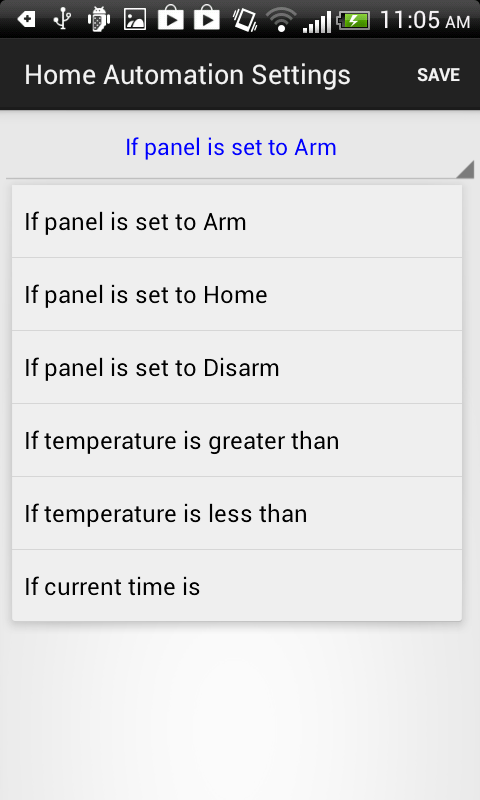 11:05 AM
Home Automation Settings SAVE
If panel is set to Arm
If panel is set to Arm
If panel is set to Home
If panel is set to Disarm
If temperature is greater than
If temperature is less than
If current time is